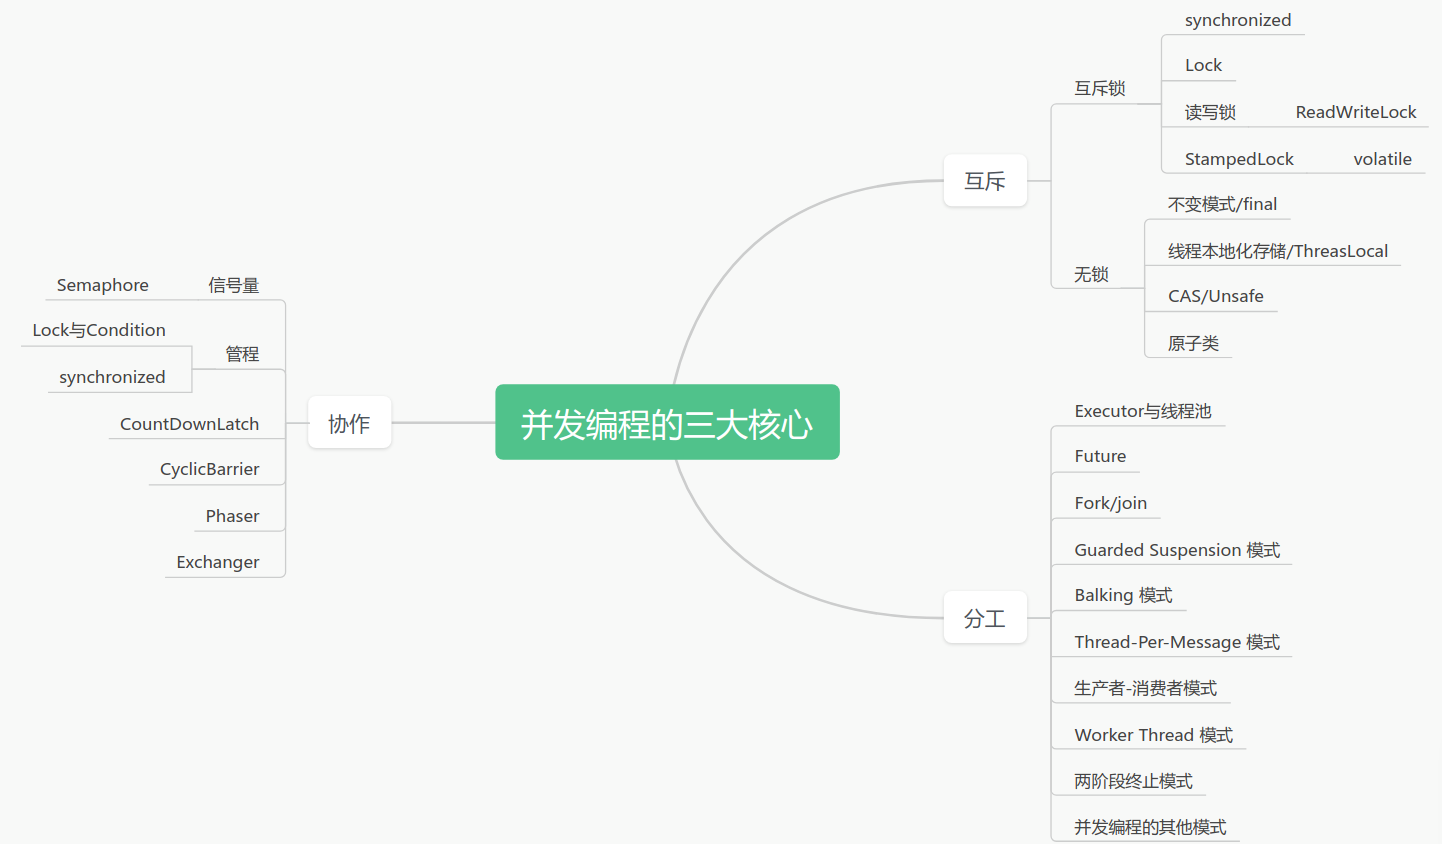 并发编程的三大核心
互斥
互斥锁
synchronized
Lock
读写锁
ReadWriteLock
StampedLock
volatile
无锁
不变模式/final
线程本地化存储/ThreasLocal
CAS/Unsafe
原子类
分工
Executor与线程池
Future
Fork/join
Guarded Suspension 模式
Balking 模式
Thread-Per-Message 模式
生产者-消费者模式
Worker Thread 模式
两阶段终止模式
并发编程的其他模式
协作
信号量
Semaphore
管程
Lock与Condition
synchronized
CountDownLatch
CyclicBarrier
Phaser
Exchanger